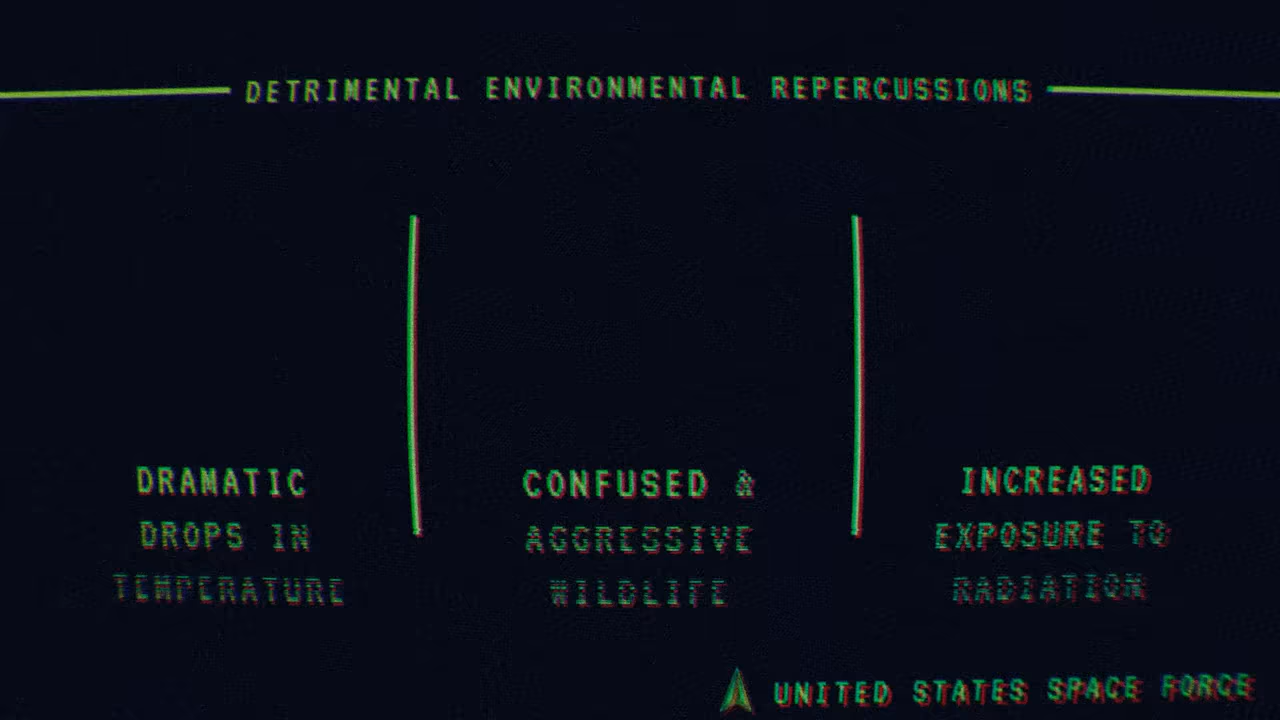 DETRIMENTAL ENVIRONMENTAL REPERCUSSIONS
DRAMATIC
DROPS IN
TEMPERATURE
CONFUSED &
AGGRESSIVE
WILDLIFE
INCREASED
EXPOSURE TO
RADIATION
UNITED STATES SPACE FORCE